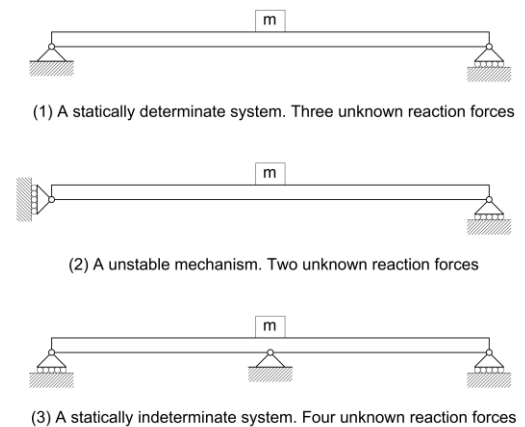 m
(1) A statically determinate system. Three unknown reaction forces
m
(2) A unstable mechanism. Two unknown reaction forces
m
(3) A statically indeterminate system. Four unknown reaction forces